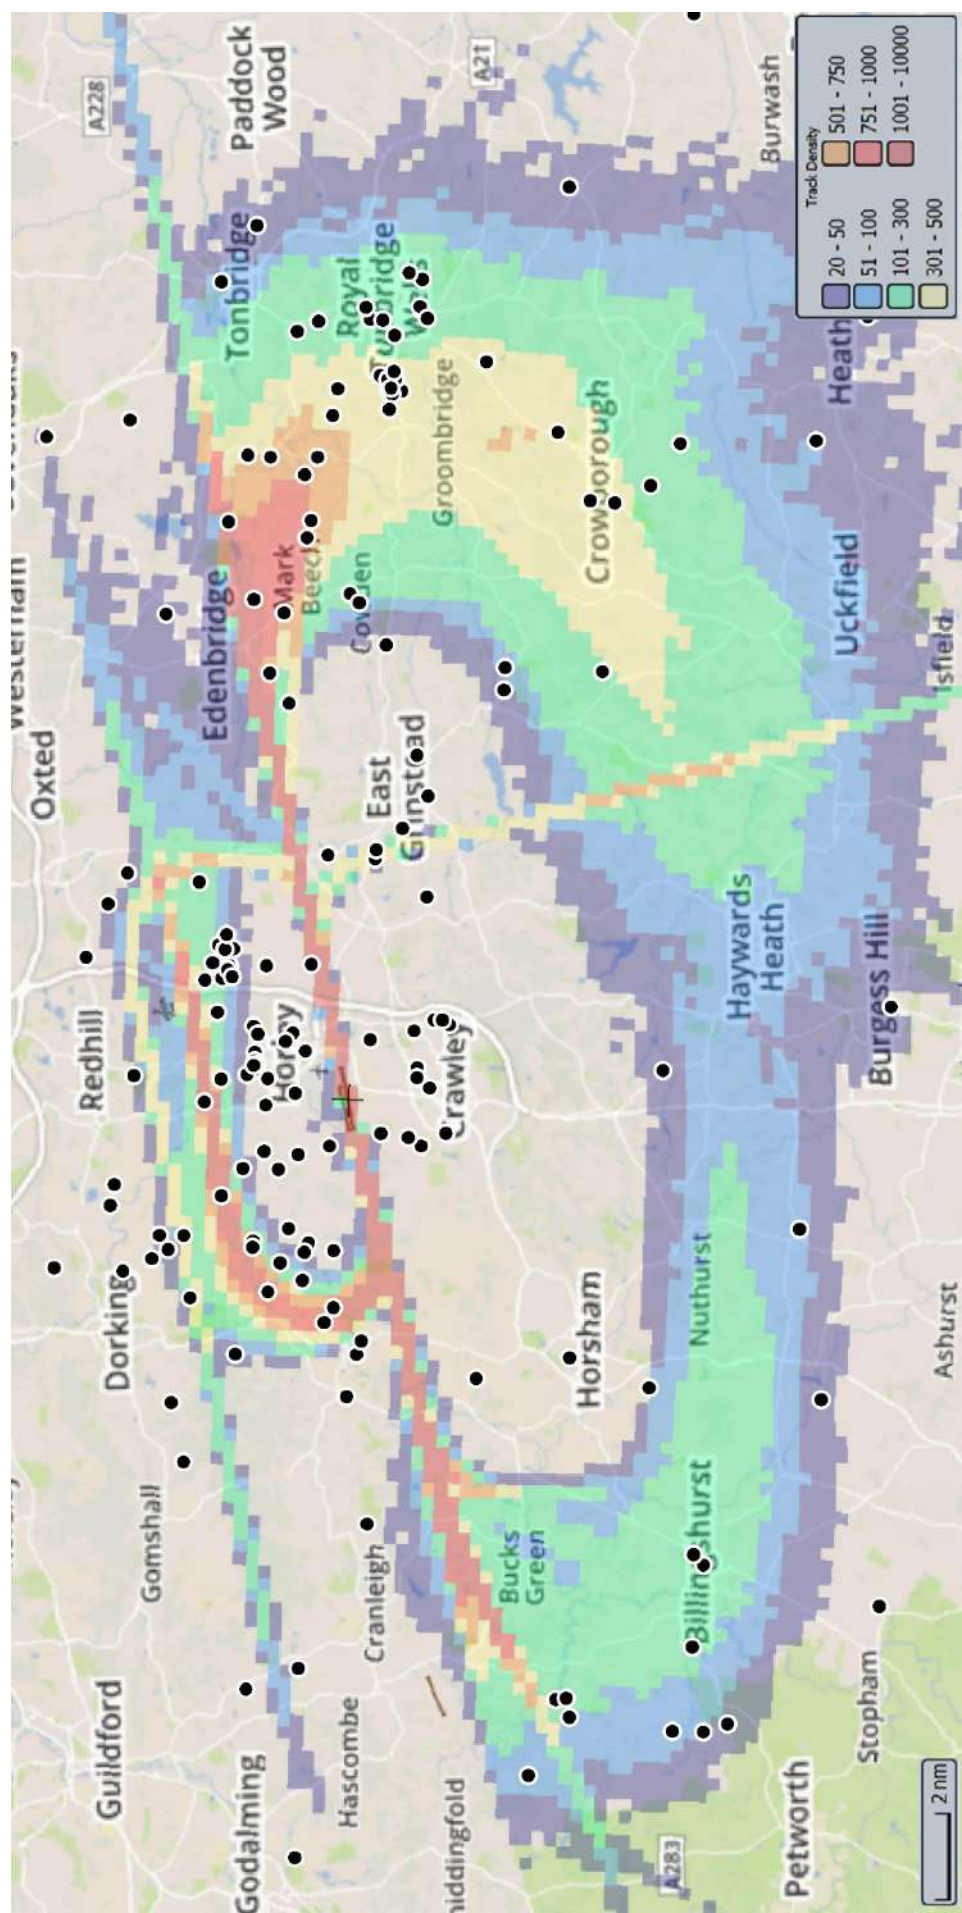 Guildford
Dorking
Redhill
Oxted
Westerham
A228
Gomshall
Godalming
Edenbridge
Tonbridge
Paddock
Wood
Horley
Mark
Beech
Royal
Tunbridge
Wells
Hascombe
Cranleigh
East
Grinstead
Cowden
Crawley
Groombridge
A21
Bucks
Green
Horsham
Crowborough
A283
Billingshurst
Nuthurst
Haywards
Heath
Burwash
Petworth
Stopham
Burgess Hill
Uckfield
Heath
Ashurst
Isfield
2 nm
Track Density
20 - 50
501 - 750
51 - 100
751 - 1000
101 - 300
1001 - 10000
301 - 500